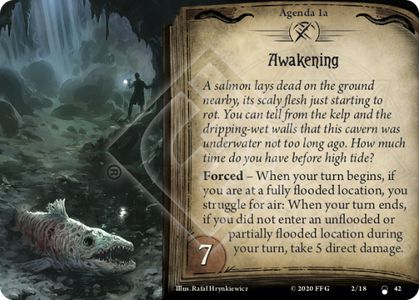 Agenda 1a
Awakening
A salmon lays dead on the ground
nearby, its scaly flesh just starting to
rot. You can tell from the kelp and the
dripping-wet walls that this cavern was
underwater not too long ago. How much
time do you have before high tide?
Forced – When your turn begins, if
you are at a fully flooded location, you
struggle for air: When your turn ends,
if you did not enter an unflooded or
partially flooded location during
your turn, take 5 direct damage.
7
Illus. Rafał Hrynkiewicz
© 2020 FFG
2/18
42